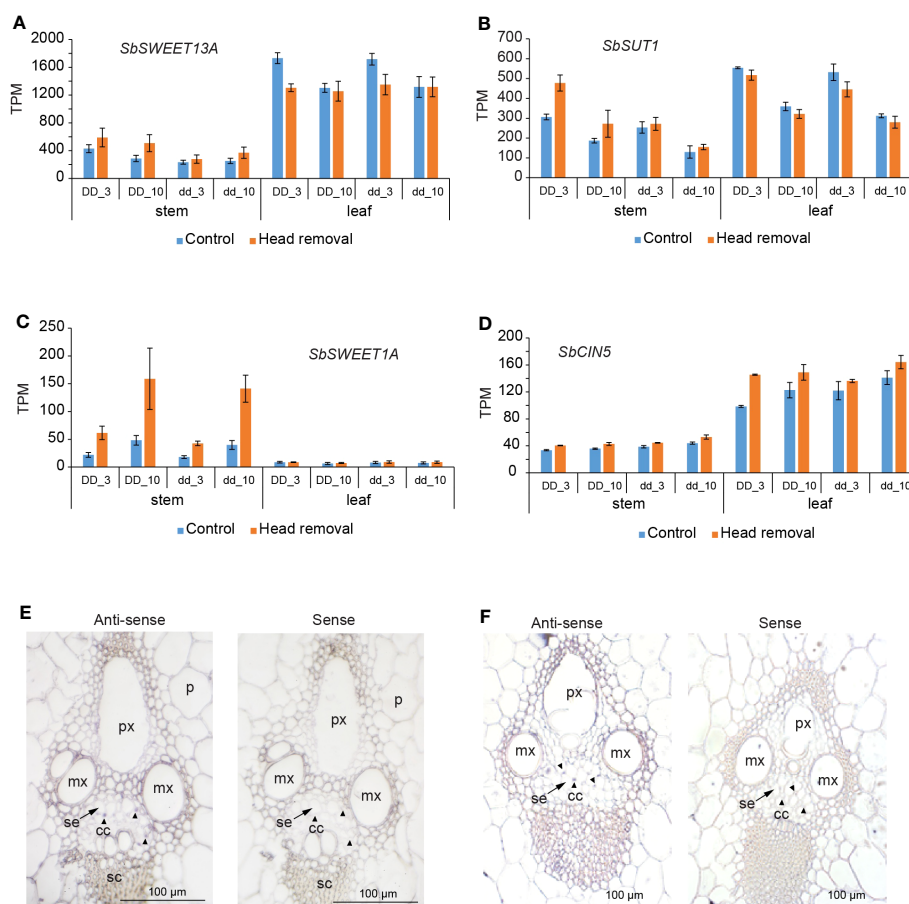 A
SbSWEET13A
TPM
2000
1600
1200
800
400
0
DD_3 DD_10 dd_3 dd_10 DD_3 DD_10 dd_3 dd_10
stem leaf
Control Head removal
B
SbSUT1
TPM
700
600
500
400
300
200
100
0
DD_3 DD_10 dd_3 dd_10 DD_3 DD_10 dd_3 dd_10
stem leaf
Control Head removal
C
SbSWEET1A
TPM
250
200
150
100
50
0
DD_3 DD_10 dd_3 dd_10 DD_3 DD_10 dd_3 dd_10
stem leaf
Control Head removal
D
SbCIN5
TPM
200
160
120
80
40
0
DD_3 DD_10 dd_3 dd_10 DD_3 DD_10 dd_3 dd_10
stem leaf
Control Head removal
E
Anti-sense Sense
p
px
mx mx
se
cc
sc
100 µm
p
px
mx mx
se
cc
sc
100 µm
F
Anti-sense Sense
px
mx mx
se
cc
100 µm
px
mx mx
se
cc
100 µm